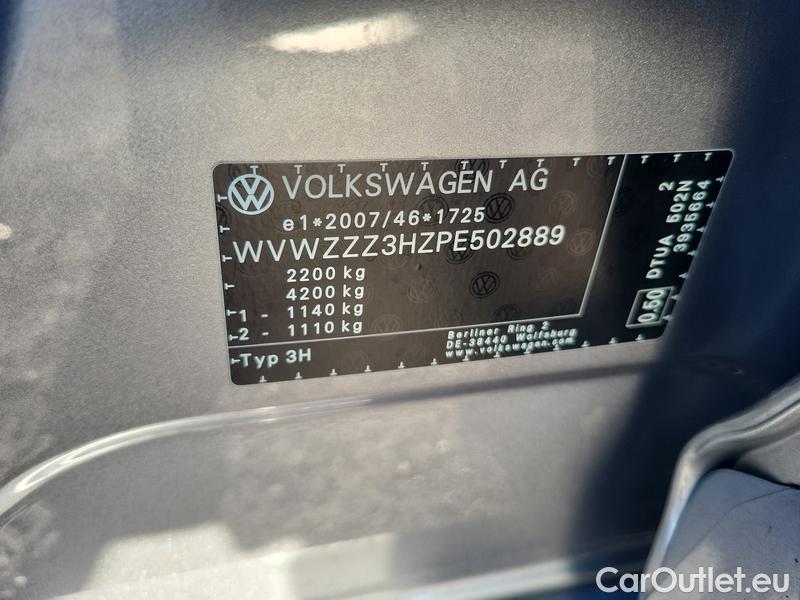 VOLKSWAGEN AG
e1*2007/46*1725
WVWZZZ3HZPE502889
2200 kg
4200 kg
1 - 1140 kg
2 - 1110 kg
Typ 3H
Berliner Ring 2
DE-38440 Wolfsburg
www.volkswagen.com
0.50
DTUA 502N 2
3935664
CarOutlet.eu